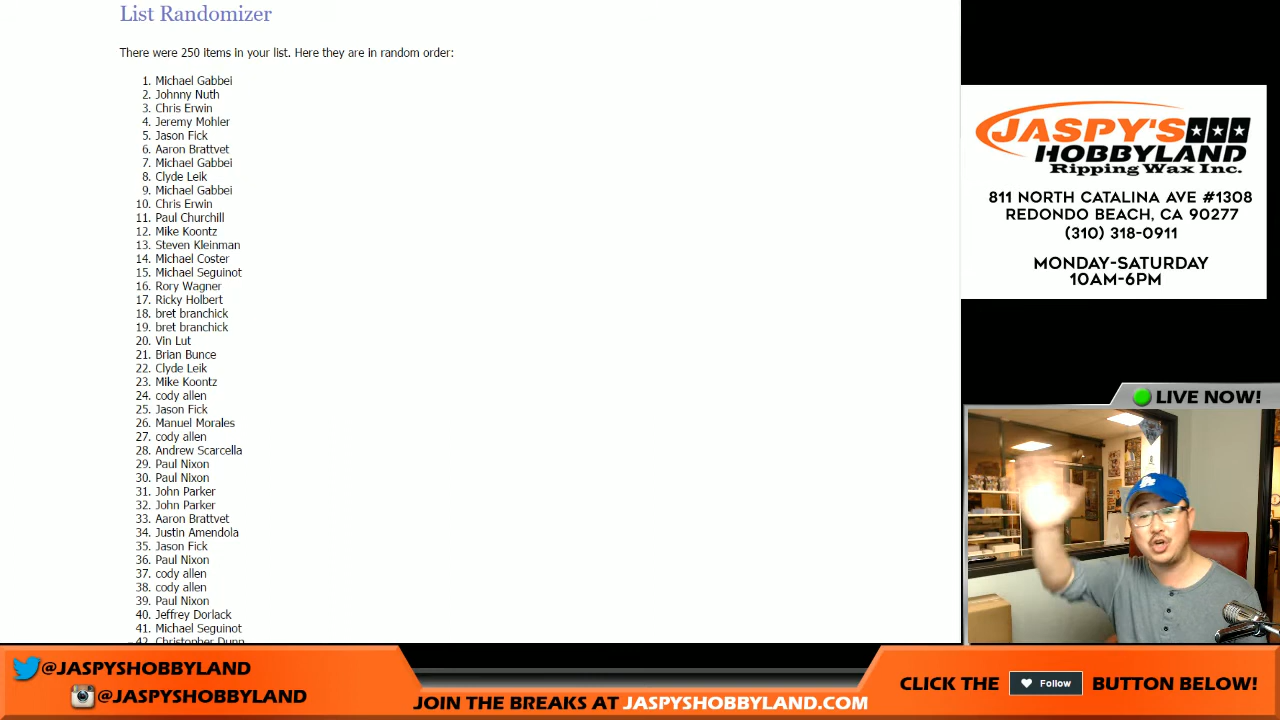 List Randomizer
There were 250 items in your list. Here they are in random order:
1. Michael Gabbei
2. Johnny Nuth
3. Chris Erwin
4. Jeremy Mohler
5. Jason Fick
6. Aaron Brattvet
7. Michael Gabbei
8. Clyde Leik
9. Michael Gabbei
10. Chris Erwin
11. Paul Churchill
12. Mike Koontz
13. Steven Kleinman
14. Michael Coster
15. Michael Seguinot
16. Rory Wagner
17. Ricky Holbert
18. bret branchick
19. bret branchick
20. Vin Lut
21. Brian Bunce
22. Clyde Leik
23. Mike Koontz
24. cody allen
25. Jason Fick
26. Manuel Morales
27. cody allen
28. Andrew Scarcella
29. Paul Nixon
30. Paul Nixon
31. John Parker
32. John Parker
33. Aaron Brattvet
34. Justin Amendola
35. Jason Fick
36. Paul Nixon
37. cody allen
38. cody allen
39. Paul Nixon
40. Jeffrey Dorlack
41. Michael Seguinot
42. Christopher Dunn
JASPY'S
HOBBYLAND
Ripping Wax Inc.
811 NORTH CATALINA AVE #1308
REDONDO BEACH, CA 90277
(310) 318-0911
MONDAY-SATURDAY
10AM-6PM
LIVE NOW!
@JASPYSHOBBYLAND
@JASPYSHOBBYLAND
JOIN THE BREAKS AT JASPYSHOBBYLAND.COM
CLICK THE Follow BUTTON BELOW!